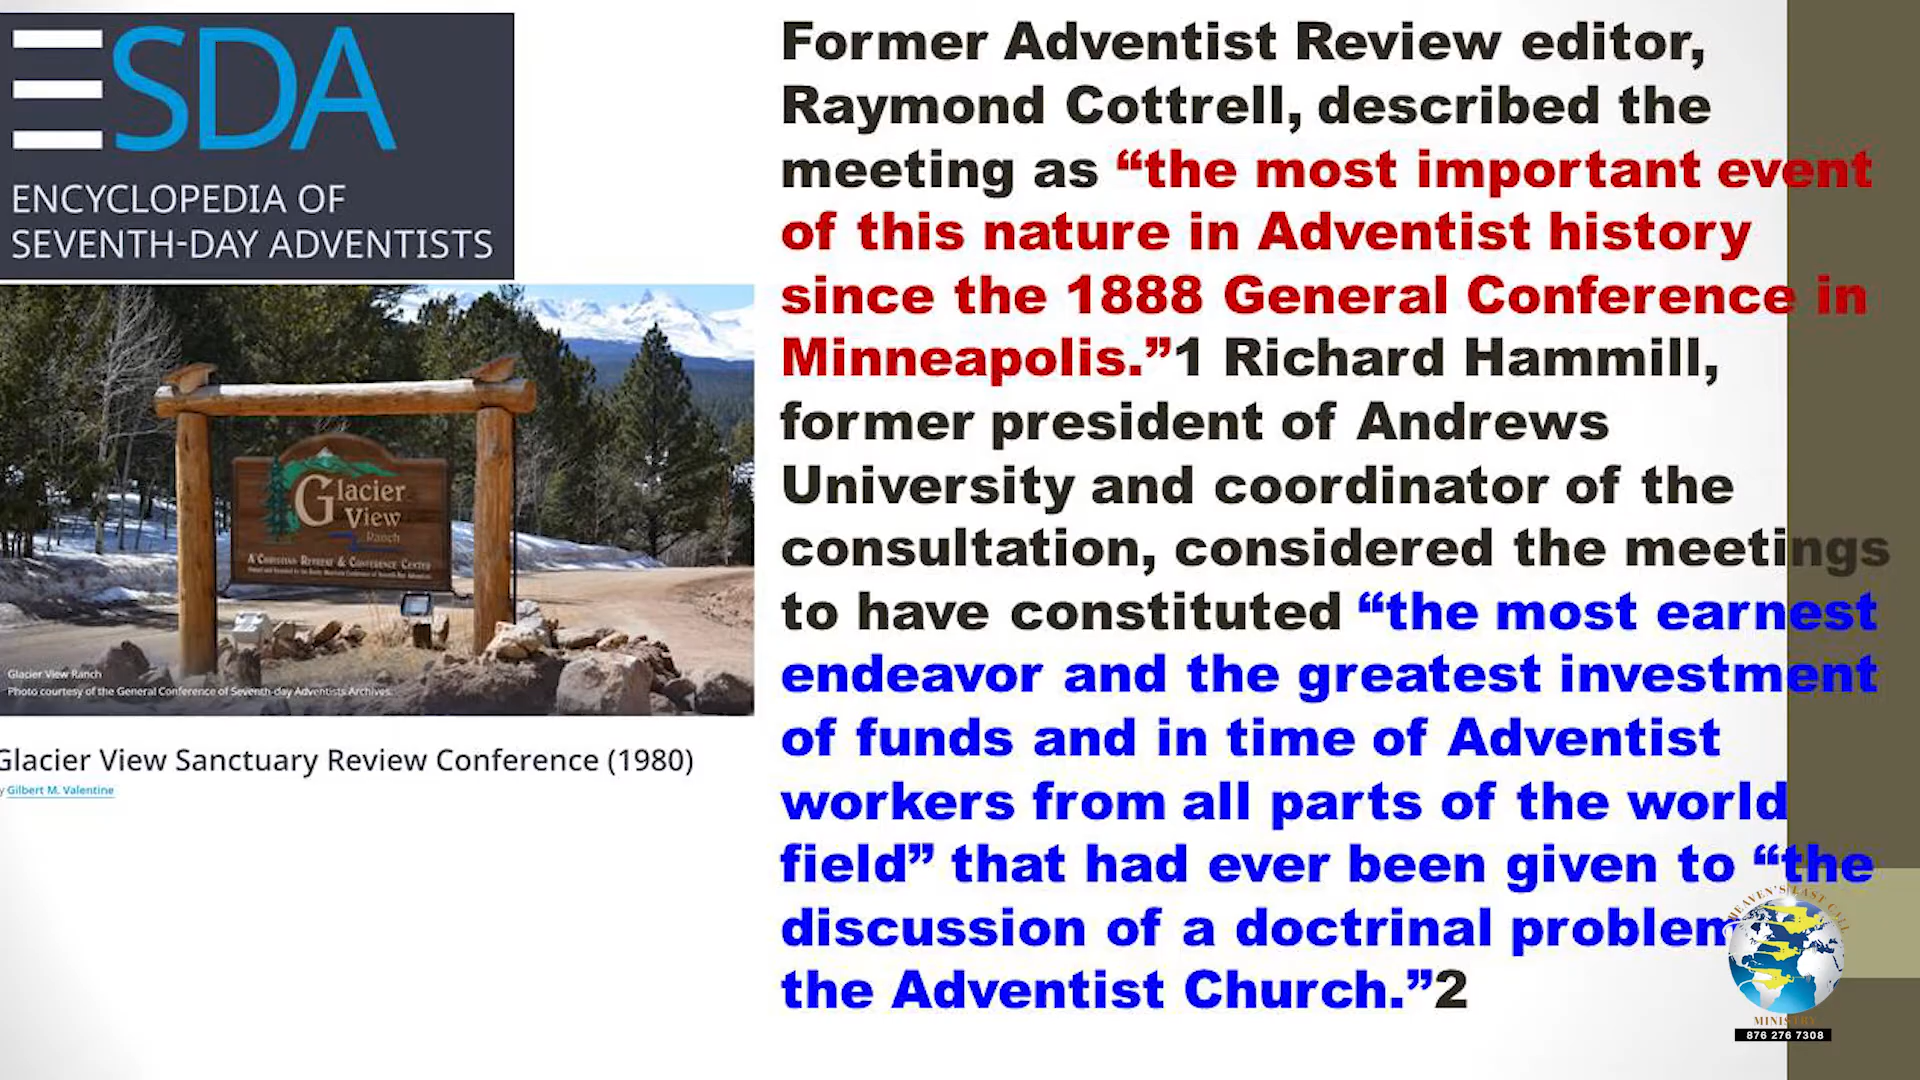 ESDA
ENCYCLOPEDIA OF
SEVENTH-DAY ADVENTISTS
Glacier
View
Ranch
A CHRISTIAN RETREAT & CONFERENCE CENTER
Glacier View Ranch
Photo courtesy of the General Conference of Seventh-day Adventists Archives.
Glacier View Sanctuary Review Conference (1980)
y Gilbert M. Valentine
Former Adventist Review editor,
Raymond Cottrell, described the
meeting as “the most important event
of this nature in Adventist history
since the 1888 General Conference in
Minneapolis.”1 Richard Hammill,
former president of Andrews
University and coordinator of the
consultation, considered the meetings
to have constituted “the most earnest
endeavor and the greatest investment
of funds and in time of Adventist
workers from all parts of the world
field” that had ever been given to “the
discussion of a doctrinal problem
the Adventist Church.”2
HEAVEN'S LAST CALL
MINISTRY
876 276 7308